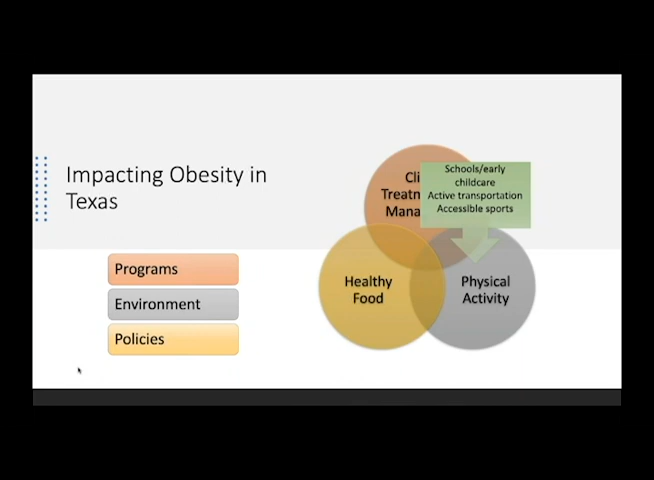 Impacting Obesity in
Texas
Programs
Environment
Policies
Schools/early
childcare
Active transportation
Accessible sports
Healthy
Food
Physical
Activity